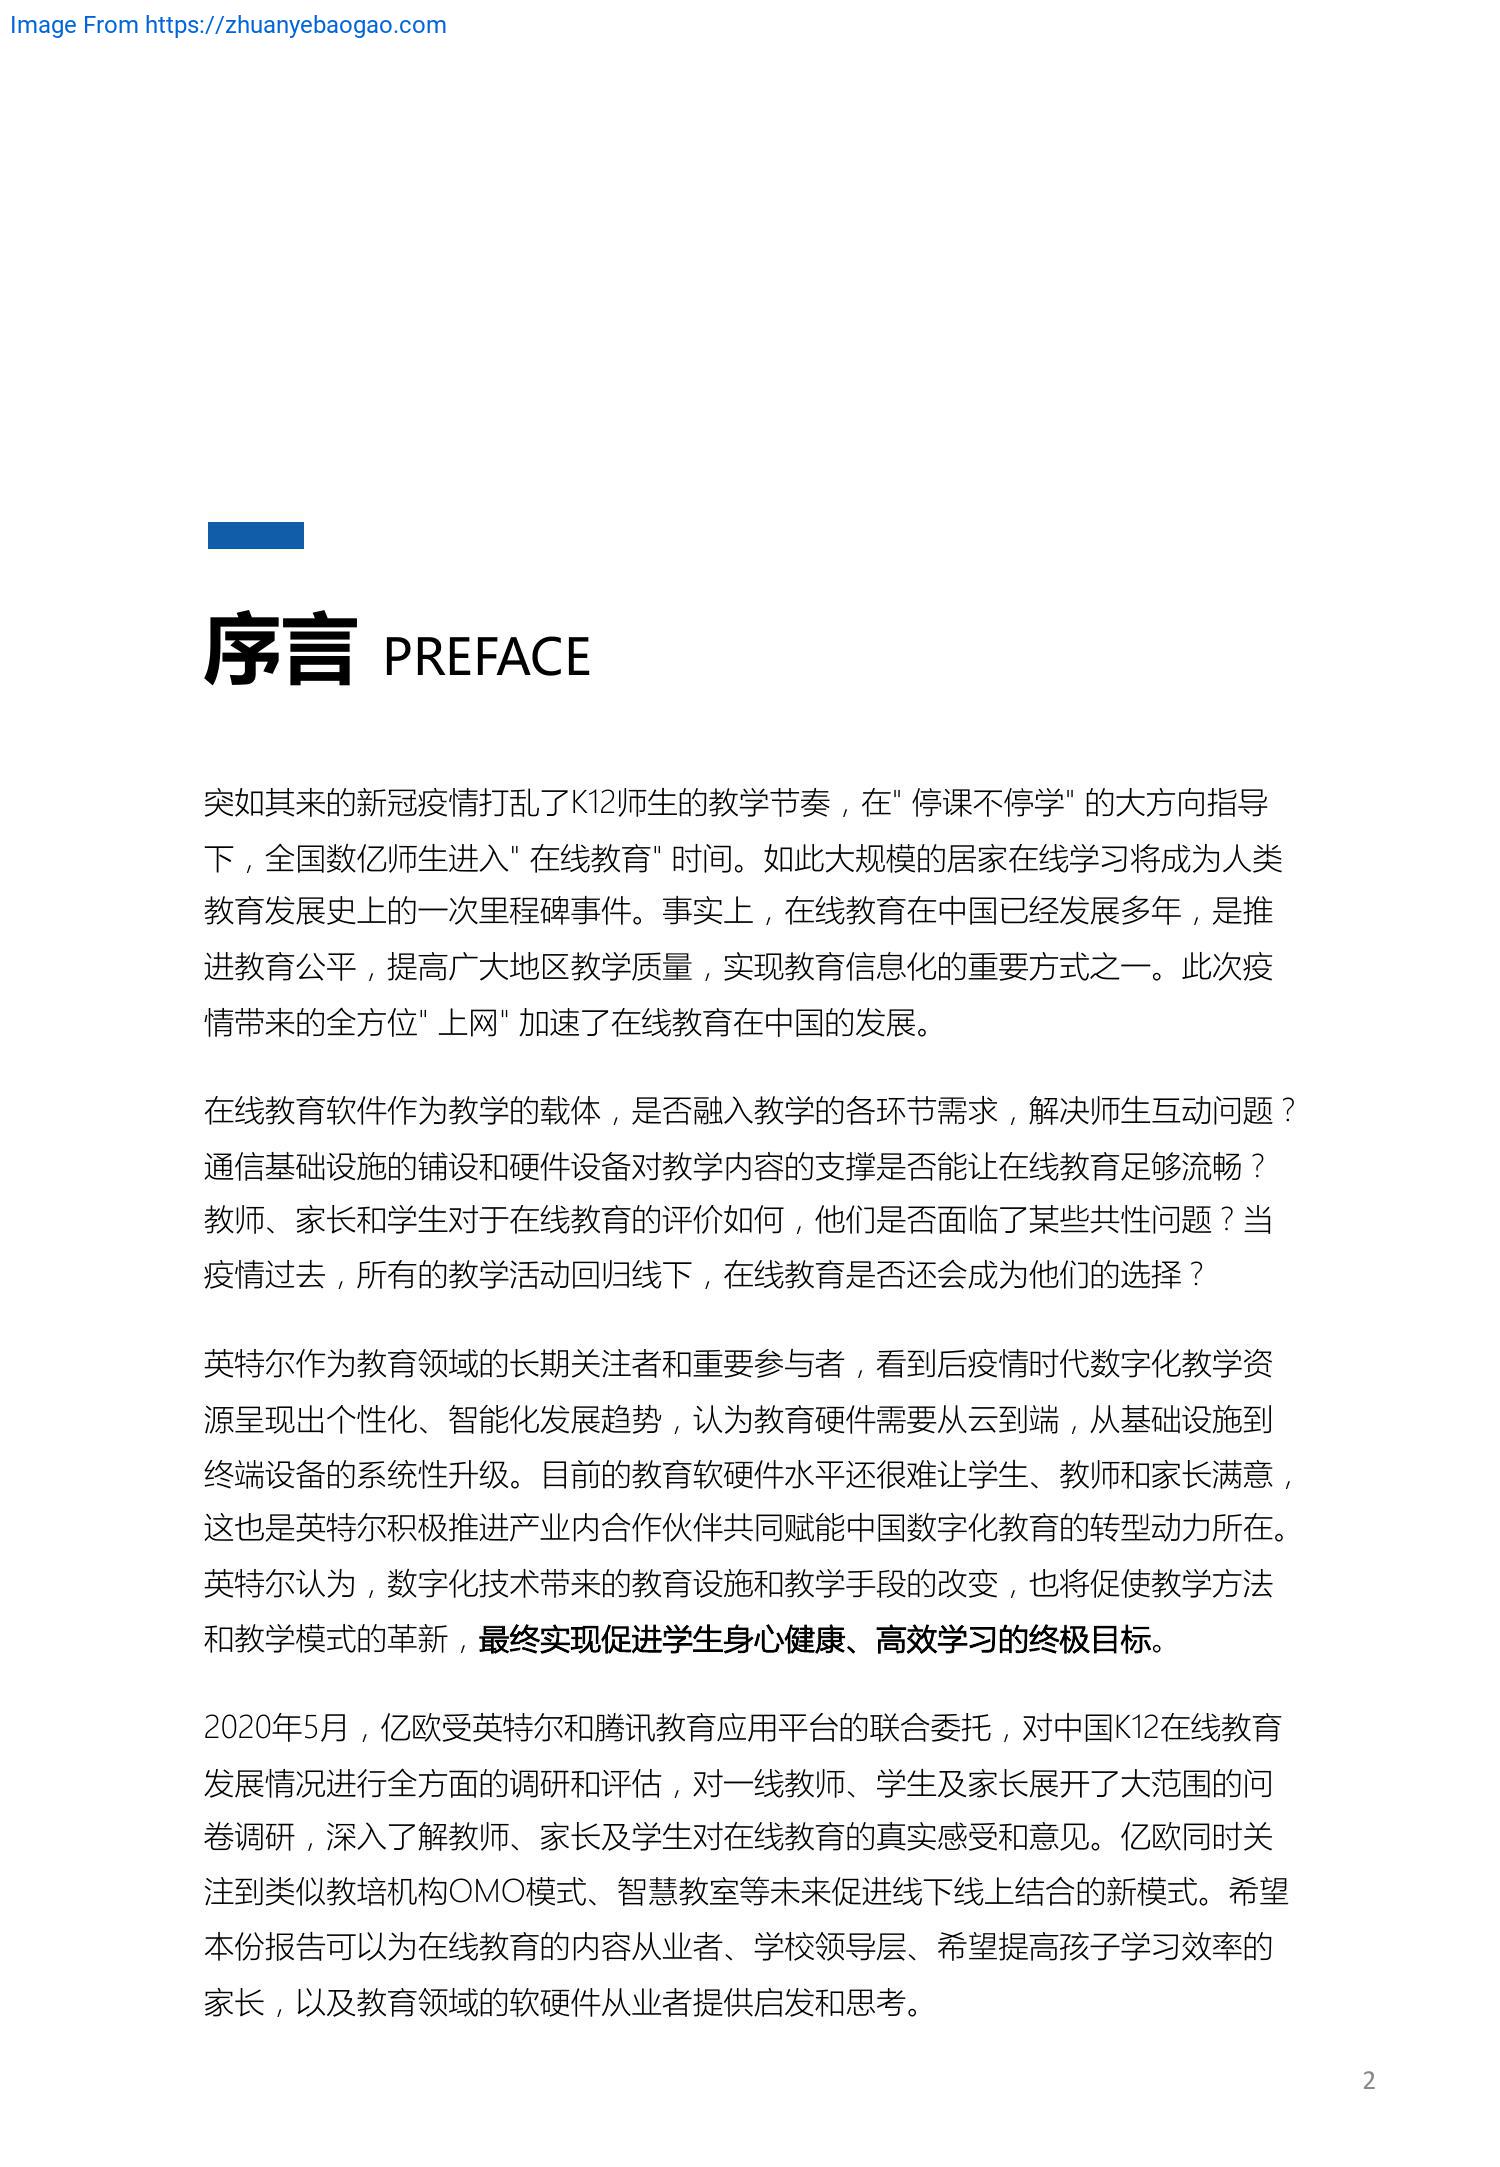 Image From https://zhuanyebaogao.com
序言 PREFACE
突如其来的新冠疫情打乱了K12师生的教学节奏，在" 停课不停学" 的大方向指导
下，全国数亿师生进入" 在线教育" 时间。如此大规模的居家在线学习将成为人类
教育发展史上的一次里程碑事件。事实上，在线教育在中国已经发展多年，是推
进教育公平，提高广大地区教学质量，实现教育信息化的重要方式之一。此次疫
情带来的全方位" 上网" 加速了在线教育在中国的发展。
在线教育软件作为教学的载体，是否融入教学的各环节需求，解决师生互动问题？
通信基础设施的铺设和硬件设备对教学内容的支撑是否能让在线教育足够流畅？
教师、家长和学生对于在线教育的评价如何，他们是否面临了某些共性问题？当
疫情过去，所有的教学活动回归线下，在线教育是否还会成为他们的选择？
英特尔作为教育领域的长期关注者和重要参与者，看到后疫情时代数字化教学资
源呈现出个性化、智能化发展趋势，认为教育硬件需要从云到端，从基础设施到
终端设备的系统性升级。目前的教育软硬件水平还很难让学生、教师和家长满意，
这也是英特尔积极推进产业内合作伙伴共同赋能中国数字化教育的转型动力所在。
英特尔认为，数字化技术带来的教育设施和教学手段的改变，也将促使教学方法
和教学模式的革新，最终实现促进学生身心健康、高效学习的终极目标。
2020年5月，亿欧受英特尔和腾讯教育应用平台的联合委托，对中国K12在线教育
发展情况进行全方面的调研和评估，对一线教师、学生及家长展开了大范围的问
卷调研，深入了解教师、家长及学生对在线教育的真实感受和意见。亿欧同时关
注到类似教培机构OMO模式、智慧教室等未来促进线下线上结合的新模式。希望
本份报告可以为在线教育的内容从业者、学校领导层、希望提高孩子学习效率的
家长，以及教育领域的软硬件从业者提供启发和思考。
2